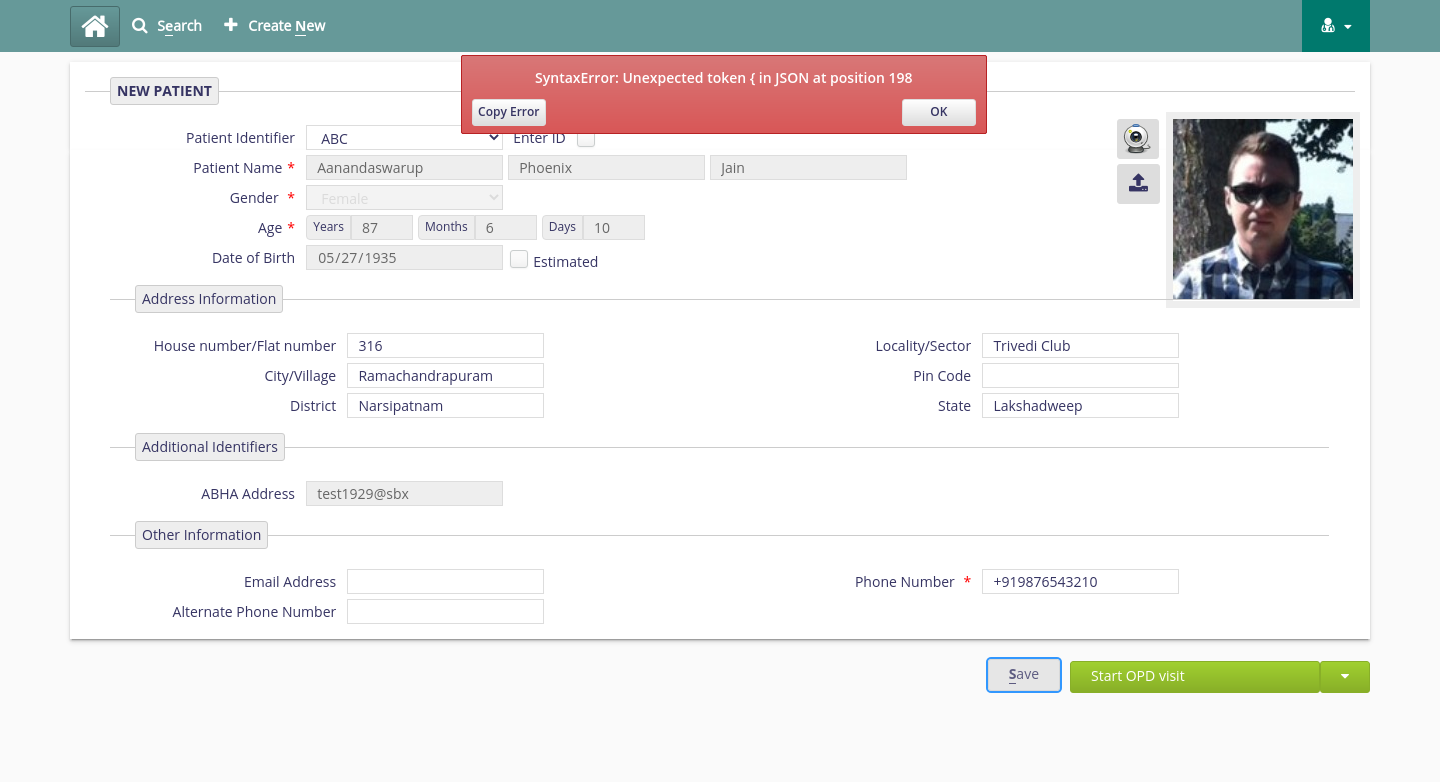 Search Create New
SyntaxError: Unexpected token { in JSON at position 198
Copy Error OK
NEW PATIENT
Patient Identifier ABC Enter ID
Patient Name * Aanandaswarup Phoenix Jain
Gender * Female
Age * Years 87 Months 6 Days 10
Date of Birth 05/27/1935 Estimated
Address Information
House number/Flat number 316 Locality/Sector Trivedi Club
City/Village Ramachandrapuram Pin Code
District Narsipatnam State Lakshadweep
Additional Identifiers
ABHA Address test1929@sbx
Other Information
Email Address Phone Number * +919876543210
Alternate Phone Number
Save Start OPD visit